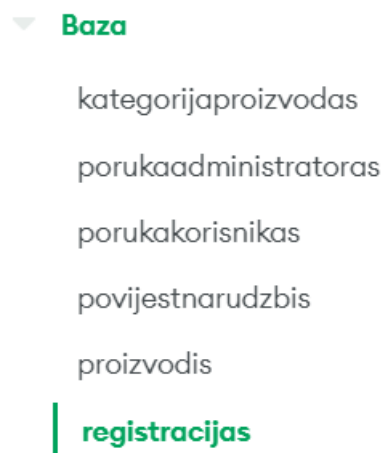 Baza
kategorijaproizvodas
porukaadministratoras
porukakorisnikas
povijestnarudzbis
proizvodis
registracijas